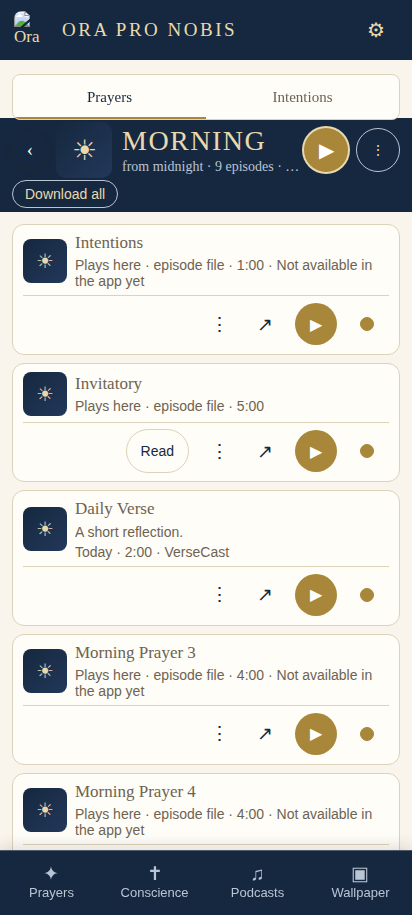 Ora
ORA PRO NOBIS
Prayers
Intentions
MORNING
from midnight · 9 episodes · …
Download all
Intentions
Plays here · episode file · 1:00 · Not available in
the app yet
Invitatory
Plays here · episode file · 5:00
Read
Daily Verse
A short reflection.
Today · 2:00 · VerseCast
Morning Prayer 3
Plays here · episode file · 4:00 · Not available in
the app yet
Morning Prayer 4
Plays here · episode file · 4:00 · Not available in
the app yet
Prayers
Conscience
Podcasts
Wallpaper